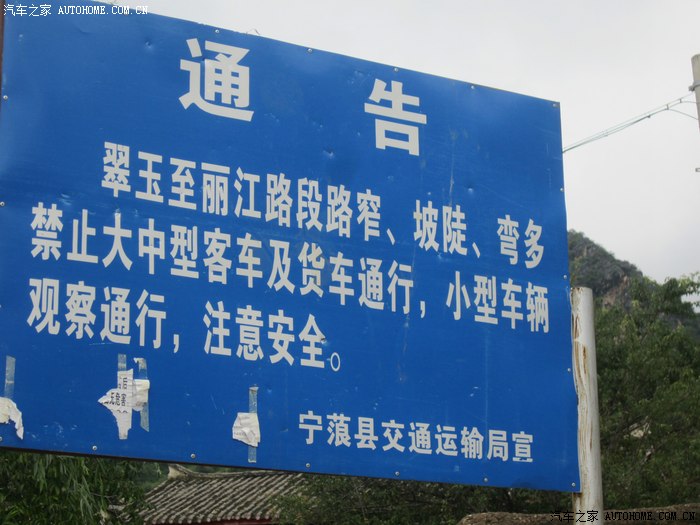 汽车之家 AUTOHOME.COM.CN
通告
翠玉至丽江路段路窄、坡陡、弯多
禁止大中型客车及货车通行，小型车辆
观察通行，注意安全。
宁蒗县交通运输局宣
汽车之家 AUTOHOME.COM.CN